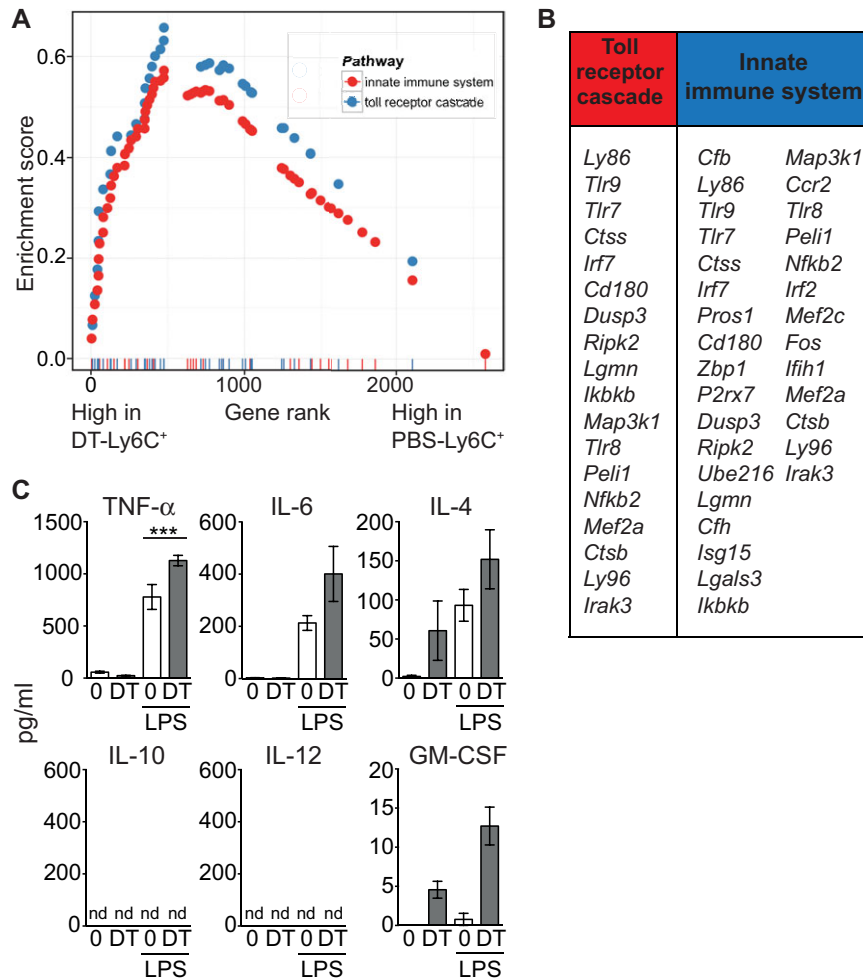 A
Enrichment score
0.6
0.4
0.2
0.0
Pathway
innate immune system
toll receptor cascade
0
1000
2000
High in
DT-Ly6C+
Gene rank
High in
PBS-Ly6C+
B
Toll
receptor
cascade
Innate
immune system
Ly86
Tlr9
Tlr7
Ctss
Irf7
Cd180
Dusp3
Ripk2
Lgmn
Ikbkb
Map3k1
Tlr8
Peli1
Nfkb2
Mef2a
Ctsb
Ly96
Irak3
Cfb
Ly86
Tlr9
Tlr7
Ctss
Irf7
Pros1
Cd180
Zbp1
P2rx7
Dusp3
Ripk2
Ube216
Lgmn
Cfh
Isg15
Lgals3
Ikbkb
Map3k1
Ccr2
Tlr8
Peli1
Nfkb2
Irf2
Mef2c
Fos
Ifih1
Mef2a
Ctsb
Ly96
Irak3
C
pg/ml
TNF-α
1500
1000
500
0
***
0 DT 0 DT
LPS
IL-6
600
400
200
0
0 DT 0 DT
LPS
IL-4
200
150
100
50
0
0 DT 0 DT
LPS
IL-10
600
400
200
0
nd nd nd nd
0 DT 0 DT
LPS
IL-12
600
400
200
0
nd nd nd nd
0 DT 0 DT
LPS
GM-CSF
20
15
10
5
0
0 DT 0 DT
LPS